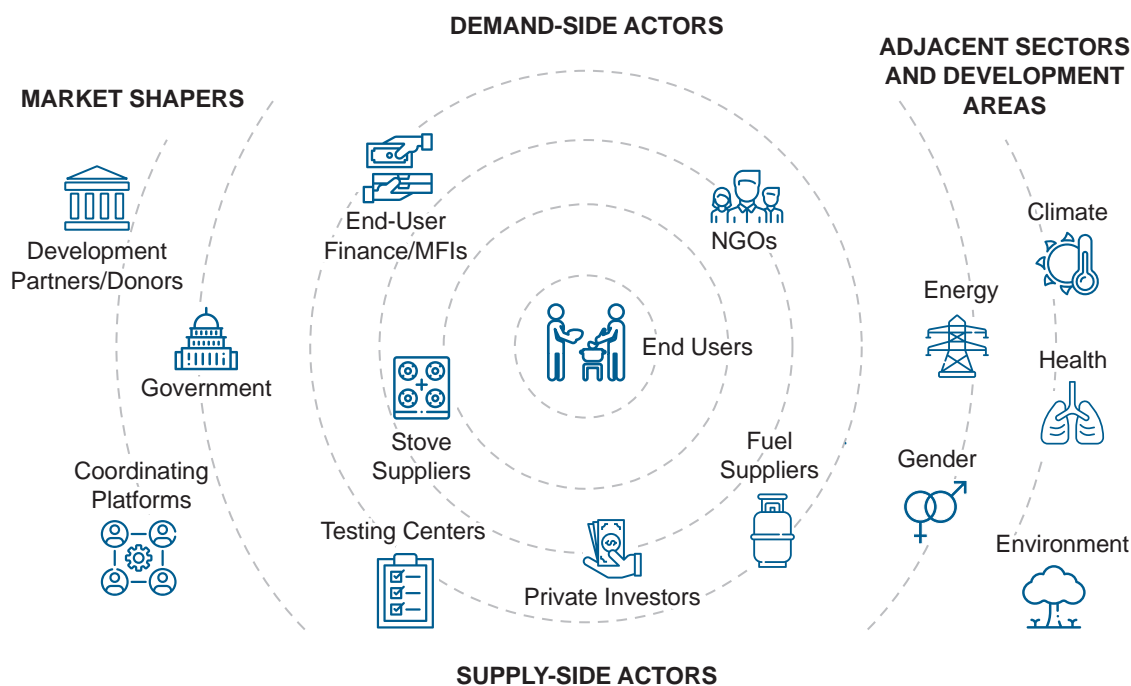 DEMAND-SIDE ACTORS
ADJACENT SECTORS
AND DEVELOPMENT
AREAS
MARKET SHAPERS
Development
Partners/Donors
Government
Coordinating
Platforms
End-User
Finance/MFIs
NGOs
End Users
Stove
Suppliers
Fuel
Suppliers
Testing Centers
Private Investors
Climate
Energy
Health
Gender
Environment
SUPPLY-SIDE ACTORS